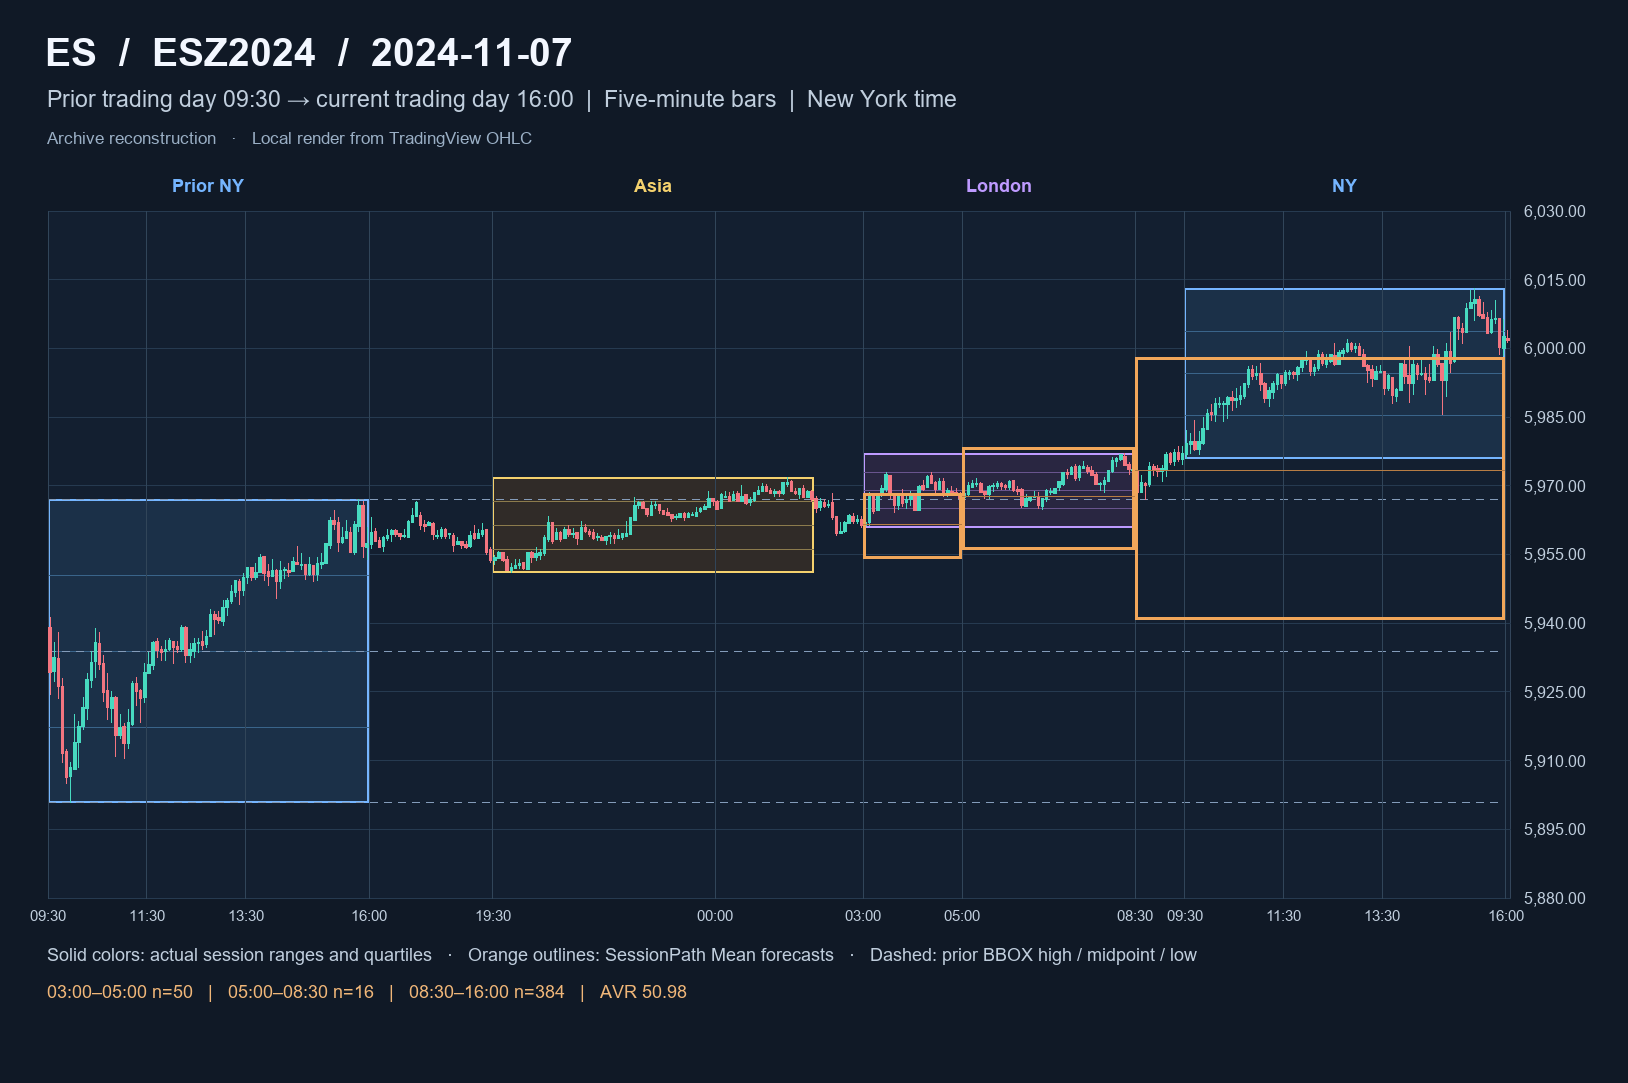 ES / ESZ2024 / 2024-11-07
Prior trading day 09:30 → current trading day 16:00 | Five-minute bars | New York time
Archive reconstruction · Local render from TradingView OHLC
Prior NY Asia London NY
6,030.00
6,015.00
6,000.00
5,985.00
5,970.00
5,955.00
5,940.00
5,925.00
5,910.00
5,895.00
5,880.00
09:30 11:30 13:30 16:00 19:30 00:00 03:00 05:00 08:30 09:30 11:30 13:30 16:00
Solid colors: actual session ranges and quartiles · Orange outlines: SessionPath Mean forecasts · Dashed: prior BBOX high / midpoint / low
03:00–05:00 n=50 | 05:00–08:30 n=16 | 08:30–16:00 n=384 | AVR 50.98